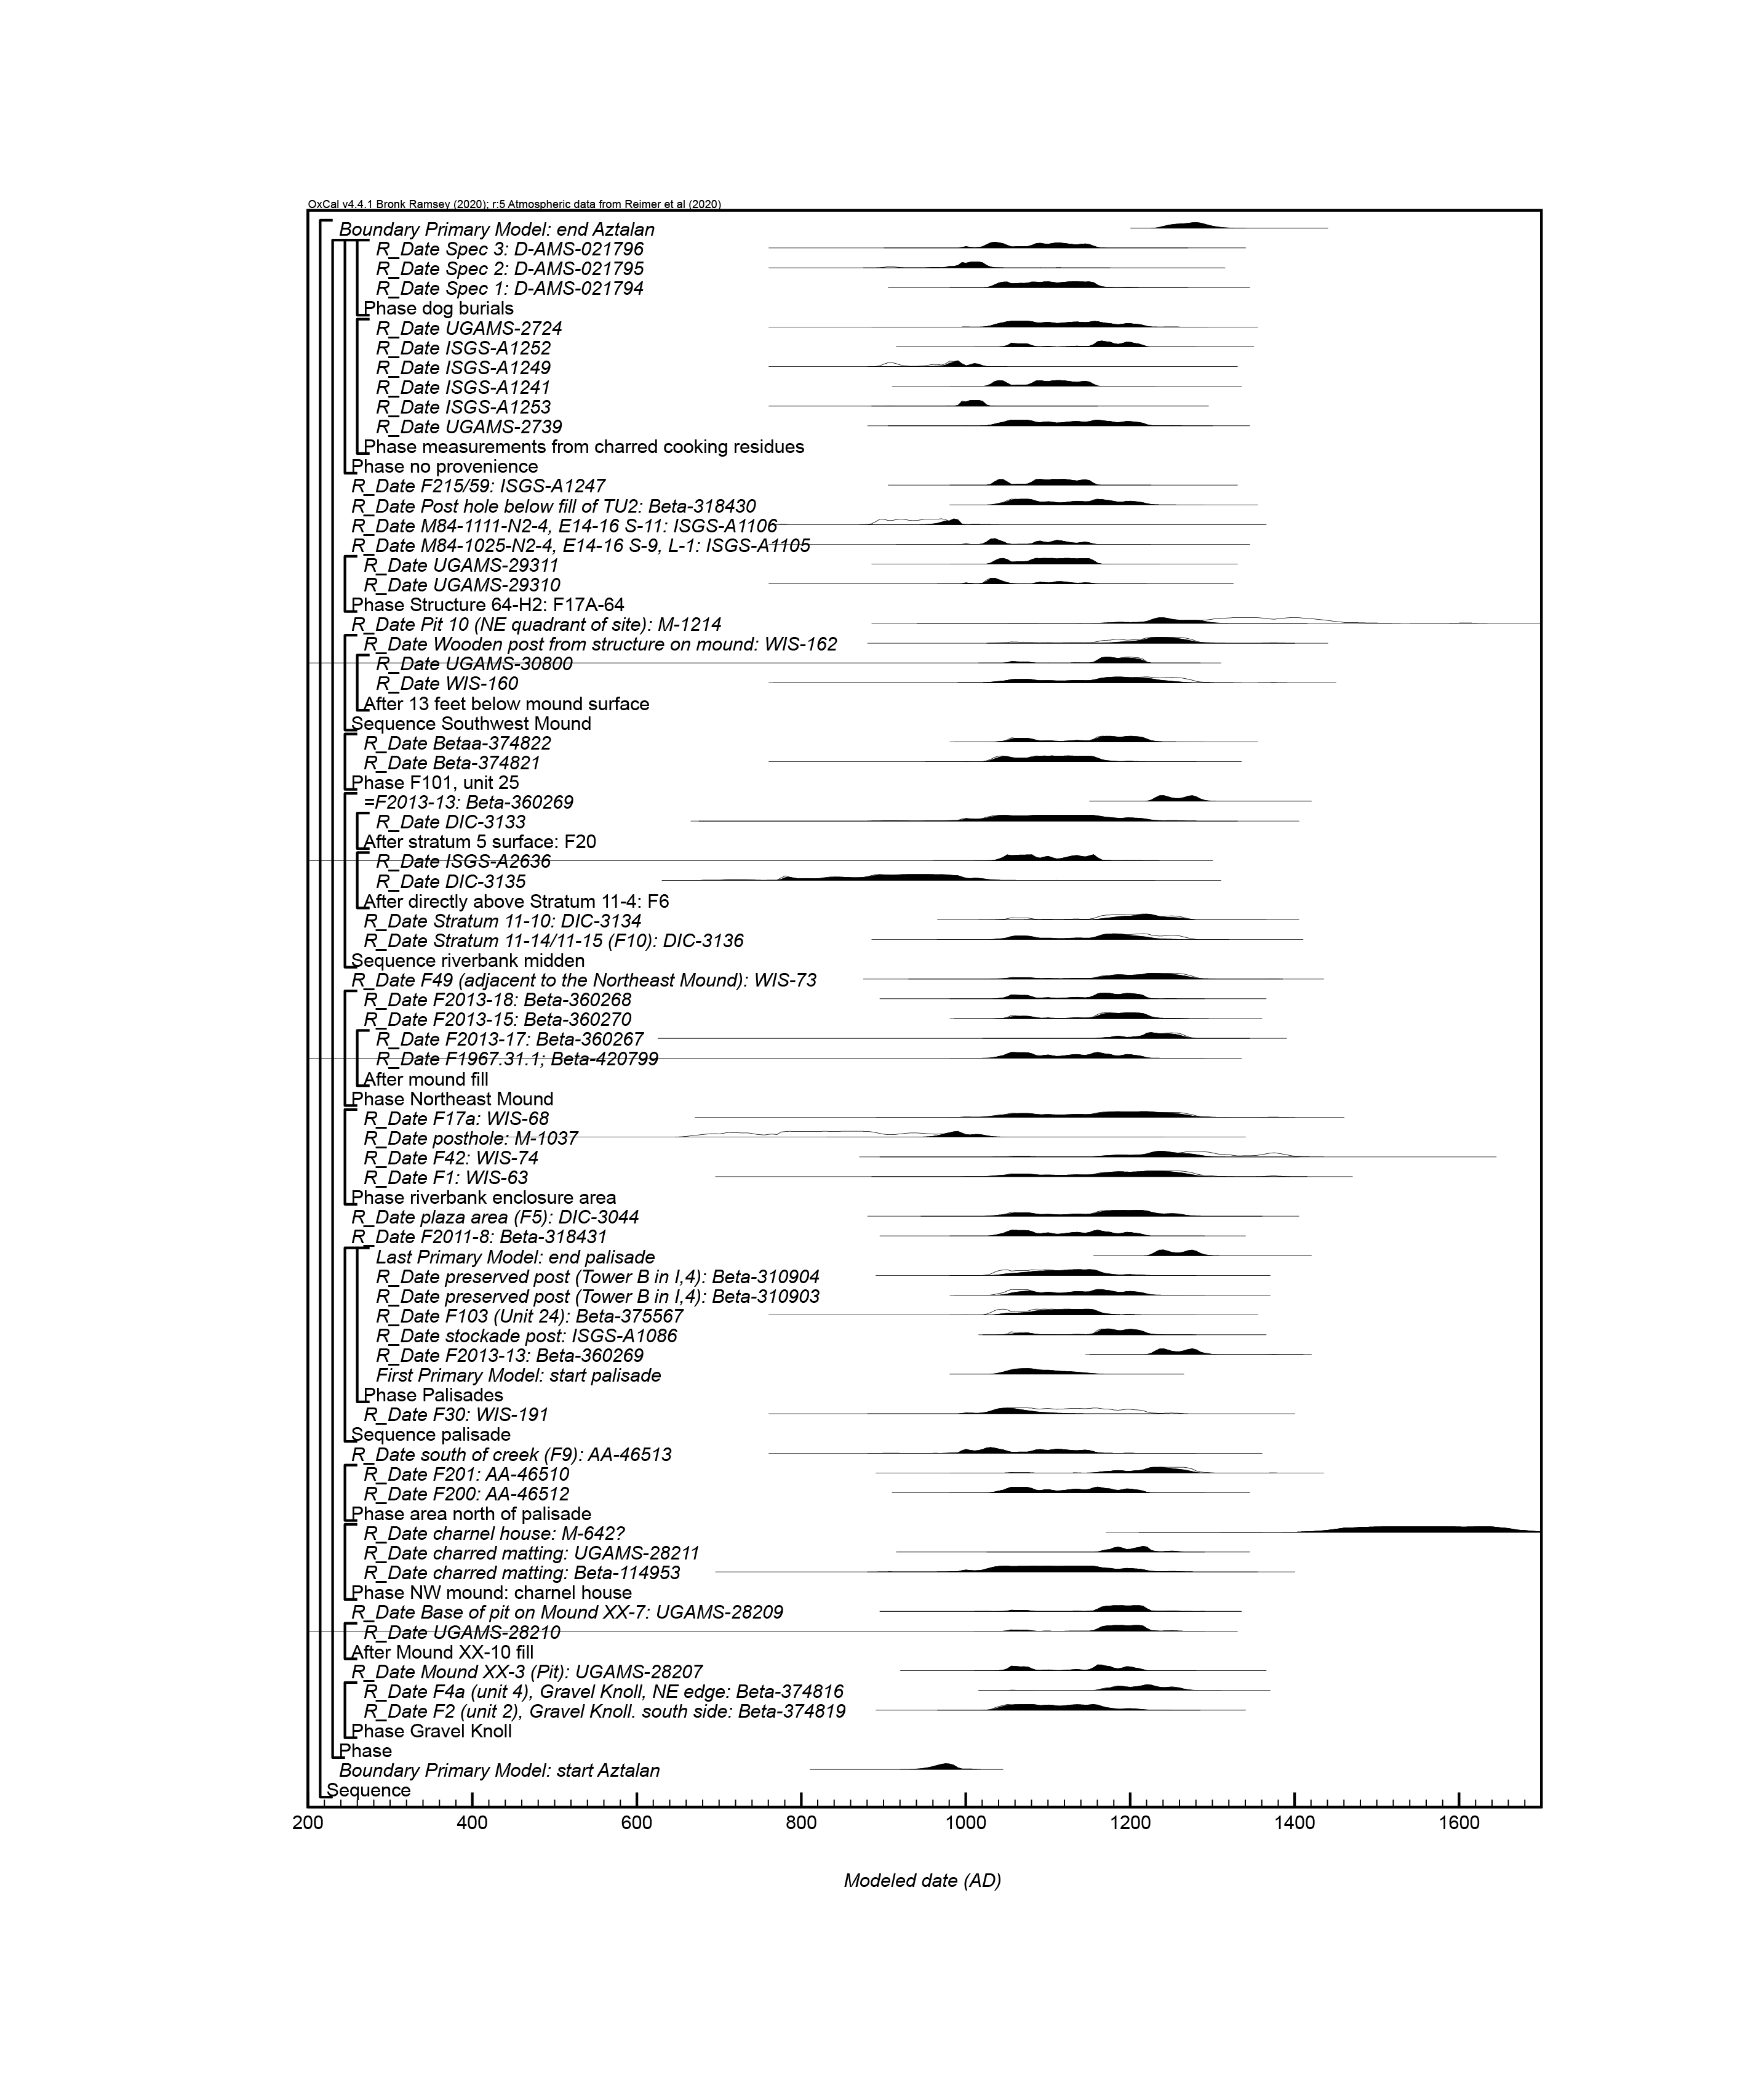 OxCal v4.4.1 Bronk Ramsey (2020); r:5 Atmospheric data from Reimer et al (2020)
Boundary Primary Model: end Aztalan
R_Date Spec 3: D-AMS-021796
R_Date Spec 2: D-AMS-021795
R_Date Spec 1: D-AMS-021794
Phase dog burials
R_Date UGAMS-2724
R_Date ISGS-A1252
R_Date ISGS-A1249
R_Date ISGS-A1241
R_Date ISGS-A1253
R_Date UGAMS-2739
Phase measurements from charred cooking residues
Phase no provenience
R_Date F215/59: ISGS-A1247
R_Date Post hole below fill of TU2: Beta-318430
R_Date M84-1111-N2-4, E14-16 S-11: ISGS-A1106
R_Date M84-1025-N2-4, E14-16 S-9, L-1: ISGS-A1105
R_Date UGAMS-29311
R_Date UGAMS-29310
Phase Structure 64-H2: F17A-64
R_Date Pit 10 (NE quadrant of site): M-1214
R_Date Wooden post from structure on mound: WIS-162
R_Date UGAMS-30800
R_Date WIS-160
After 13 feet below mound surface
Sequence Southwest Mound
R_Date Betaa-374822
R_Date Beta-374821
Phase F101, unit 25
=F2013-13: Beta-360269
R_Date DIC-3133
After stratum 5 surface: F20
R_Date ISGS-A2636
R_Date DIC-3135
After directly above Stratum 11-4: F6
R_Date Stratum 11-10: DIC-3134
R_Date Stratum 11-14/11-15 (F10): DIC-3136
Sequence riverbank midden
R_Date F49 (adjacent to the Northeast Mound): WIS-73
R_Date F2013-18: Beta-360268
R_Date F2013-15: Beta-360270
R_Date F2013-17: Beta-360267
R_Date F1967.31.1; Beta-420799
After mound fill
Phase Northeast Mound
R_Date F17a: WIS-68
R_Date posthole: M-1037
R_Date F42: WIS-74
R_Date F1: WIS-63
Phase riverbank enclosure area
R_Date plaza area (F5): DIC-3044
R_Date F2011-8: Beta-318431
Last Primary Model: end palisade
R_Date preserved post (Tower B in I,4): Beta-310904
R_Date preserved post (Tower B in I,4): Beta-310903
R_Date F103 (Unit 24): Beta-375567
R_Date stockade post: ISGS-A1086
R_Date F2013-13: Beta-360269
First Primary Model: start palisade
Phase Palisades
R_Date F30: WIS-191
Sequence palisade
R_Date south of creek (F9): AA-46513
R_Date F201: AA-46510
R_Date F200: AA-46512
Phase area north of palisade
R_Date charnel house: M-642?
R_Date charred matting: UGAMS-28211
R_Date charred matting: Beta-114953
Phase NW mound: charnel house
R_Date Base of pit on Mound XX-7: UGAMS-28209
R_Date UGAMS-28210
After Mound XX-10 fill
R_Date Mound XX-3 (Pit): UGAMS-28207
R_Date F4a (unit 4), Gravel Knoll, NE edge: Beta-374816
R_Date F2 (unit 2), Gravel Knoll. south side: Beta-374819
Phase Gravel Knoll
Phase
Boundary Primary Model: start Aztalan
Sequence
200 400 600 800 1000 1200 1400 1600
Modeled date (AD)